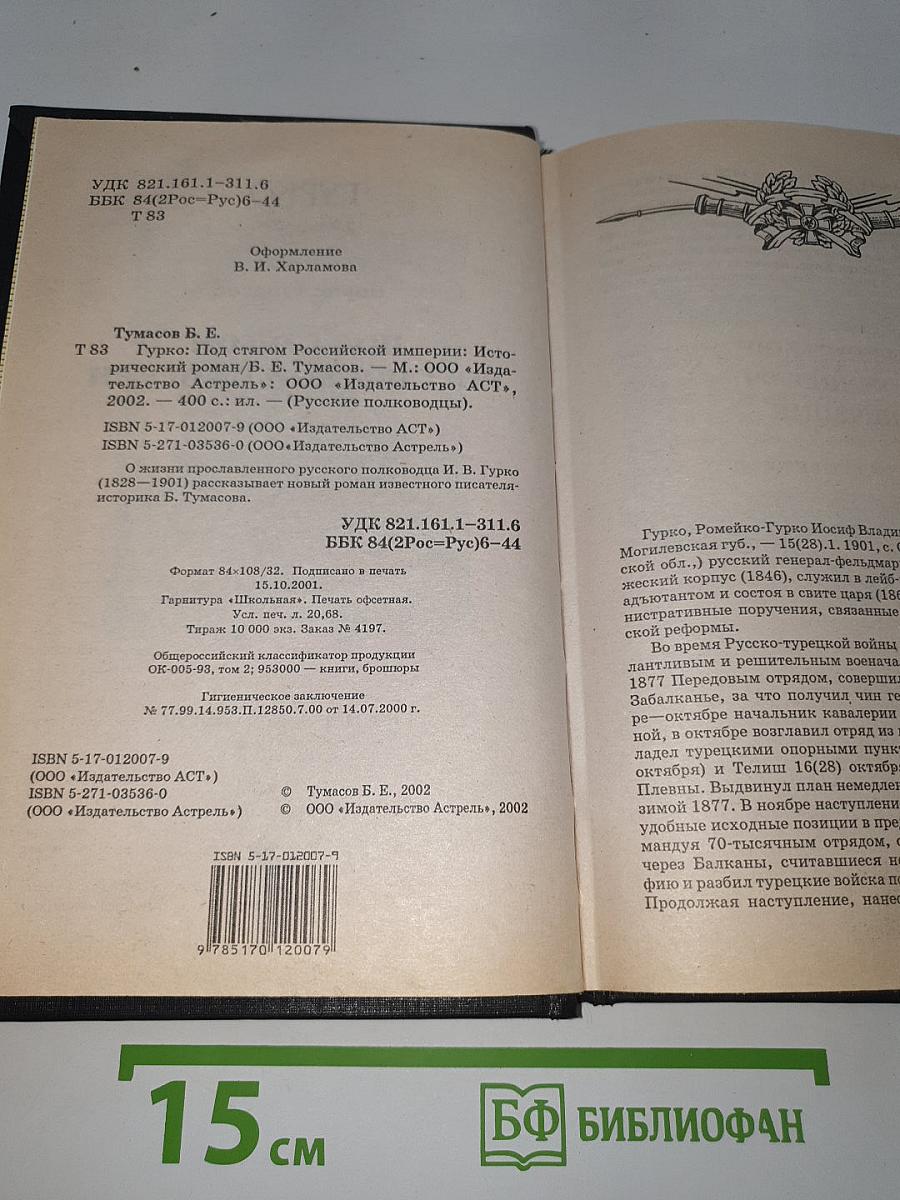 УДК 821.161.1—311.6
ББК 84(2Рос=Рус)6—44
Т 83
Оформление
В. И. Харламова
Тумасов Б. Е.
Т 83 Гурко: Под стягом Российской империи: Исто-
рический роман/Б. Е. Тумасов. — М.: ООО «Изда-
тельство Астрель»: ООО «Издательство АСТ»,
2002. — 400 с.: ил. — (Русские полководцы).
ISBN 5-17-012007-9 (ООО «Издательство АСТ»)
ISBN 5-271-03536-0 (ООО«Издательство Астрель»)
О жизни прославленного русского полководца И. В. Гурко
(1828—1901) рассказывает новый роман известного писателя-
историка Б. Тумасова.
УДК 821.161.1—311.6
ББК 84(2Рос=Рус)6—44
Формат 84×108/32. Подписано в печать
15.10.2001.
Гарнитура «Школьная». Печать офсетная.
Усл. печ. л. 20,68.
Тираж 10 000 экз. Заказ № 4197.
Общероссийский классификатор продукции
ОК-005-93, том 2; 953000 — книги, брошюры
Гигиеническое заключение
№ 77.99.14.953.П.12850.7.00 от 14.07.2000 г.
ISBN 5-17-012007-9
(ООО «Издательство АСТ»)
ISBN 5-271-03536-0
(ООО «Издательство Астрель»)
© Тумасов Б. Е., 2002
© ООО «Издательство Астрель», 2002
ISBN 5-17-012007-9
9 785170 120079
Гурко, Ромейко-Гурко Иосиф Влади
Могилевская губ., — 15(28).1. 1901, с.
ской обл.,) русский генерал-фельдмар
жеский корпус (1846), служил в лейб-
адъютантом и состоя в свите царя (186
нистративные поручения, связанные
ской реформы.
Во время Русско-турецкой войны
лантливым и решительным военача
1877 Передовым отрядом, совершил
Забалканье, за что получил чин ге
ре—октябре начальник кавалерии
ной, в октябре возглавил отряд из
ладел турецкими опорными пунк
октября) и Телиш 16(28) октябр
Плевны. Выдвинул план немедлен
зимой 1877. В ноябре наступлени
удобные исходные позиции в пред
мандуя 70-тысячным отрядом,
через Балканы, считавшиеся не
фию и разбил турецкие войска по
Продолжая наступление, нанес
15 см
БФ БИБЛИОФАН